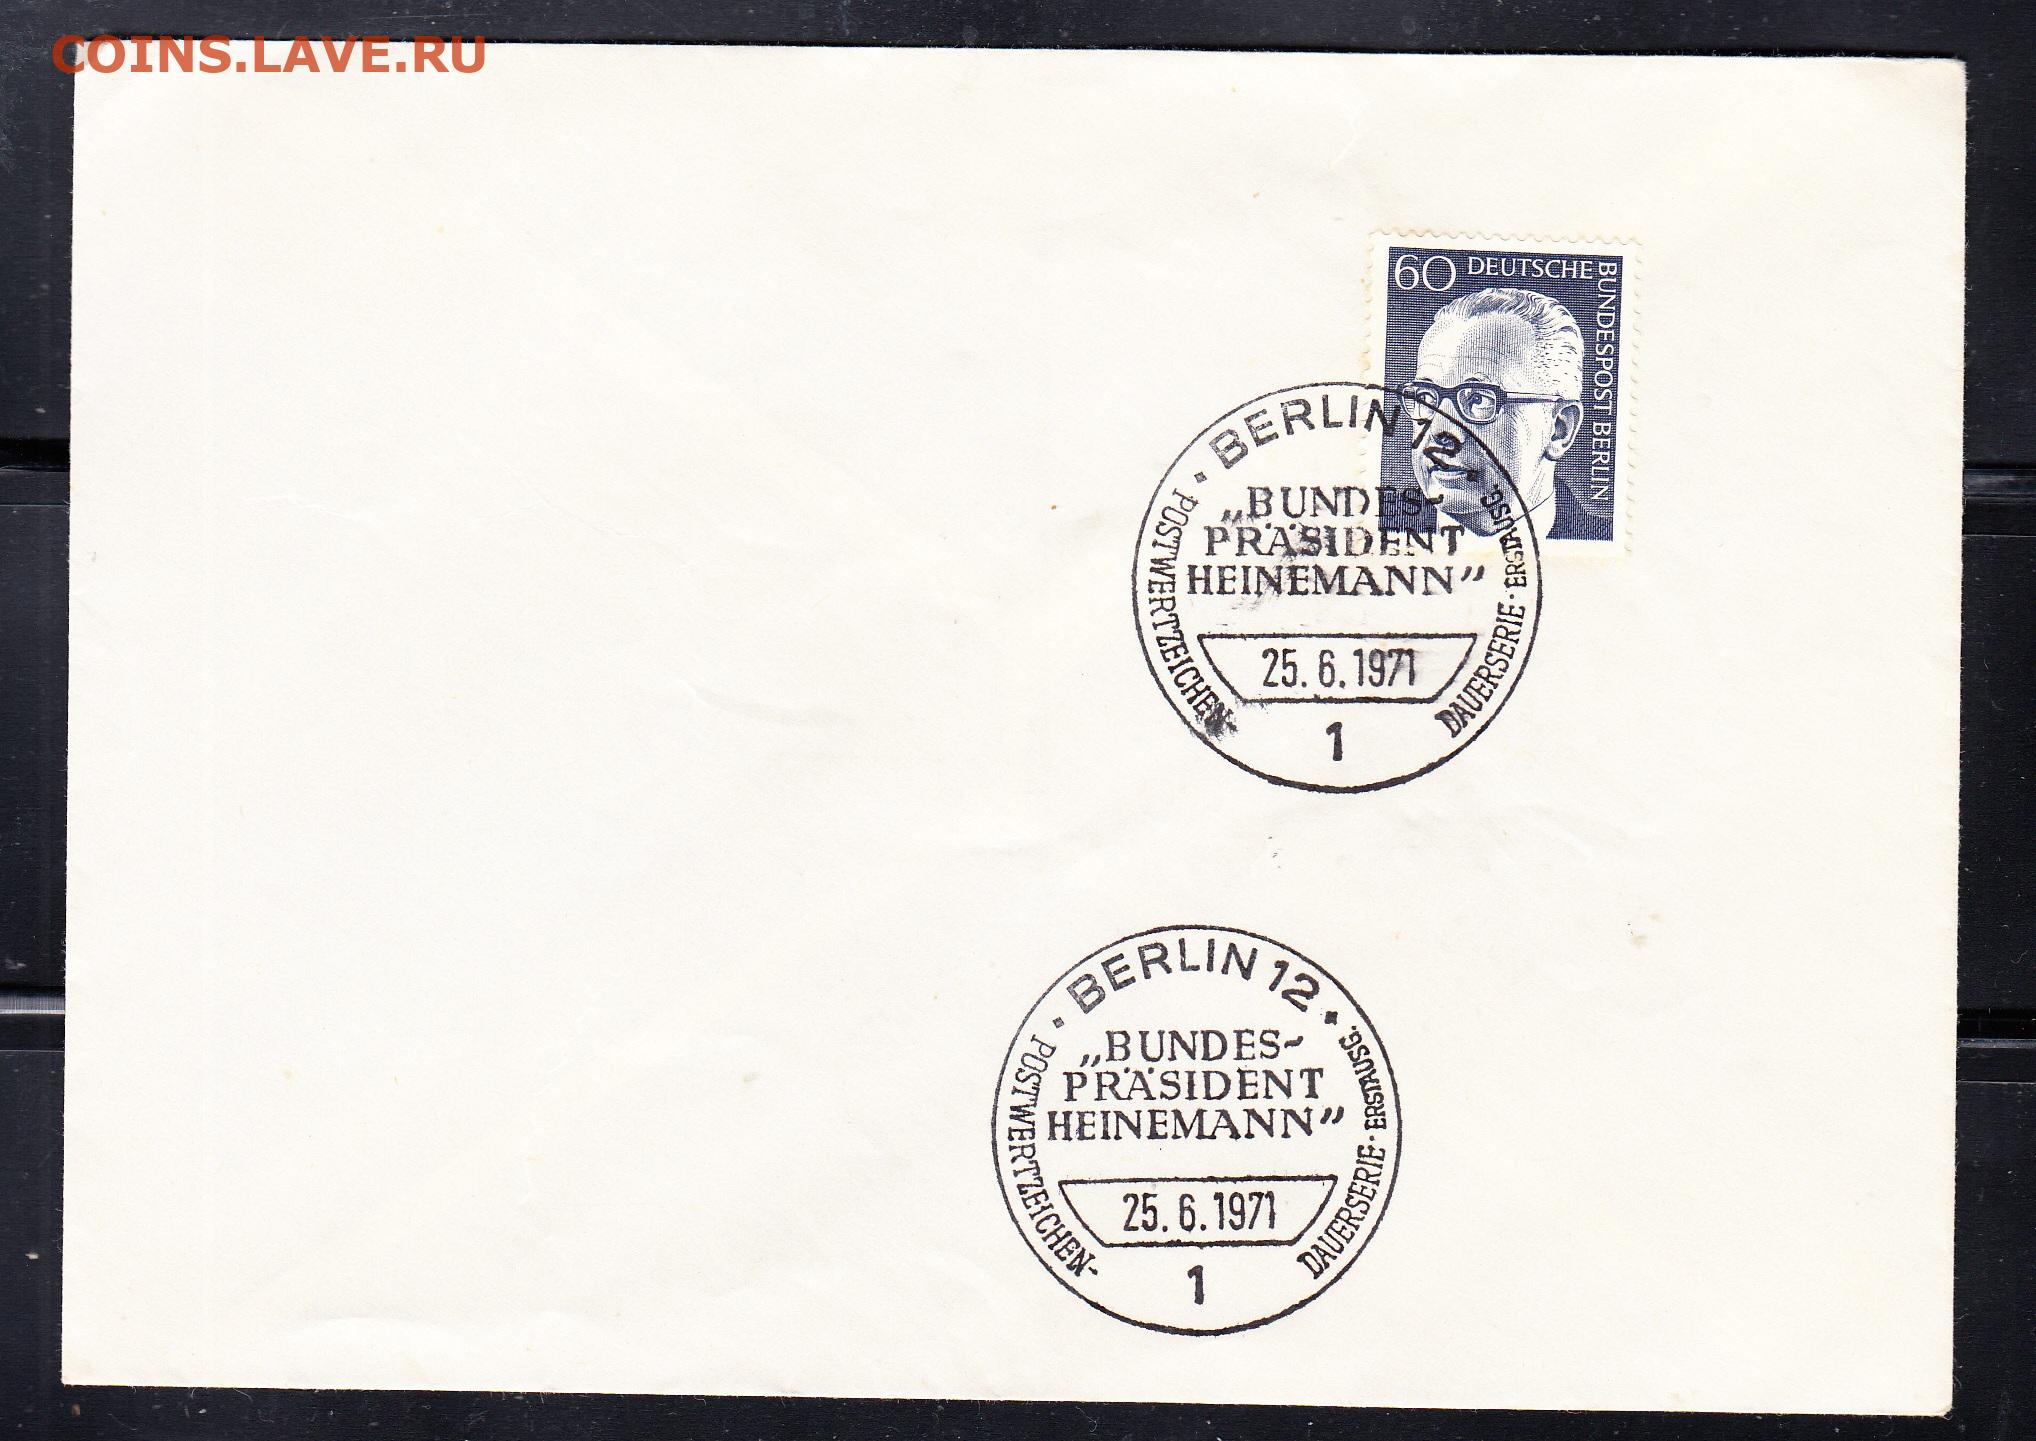 COINS.LAVE.RU
60 DEUTSCHE
BUNDESPOST BERLIN
BERLIN 12
„BUNDES-
PRÄSIDENT
HEINEMANN”
25.6.1971
1
POSTWERTZEICHEN-
DAUERSERIE · ERSTAUSG.
BERLIN 12
„BUNDES-
PRÄSIDENT
HEINEMANN”
25.6.1971
1
POSTWERTZEICHEN-
DAUERSERIE · ERSTAUSG.